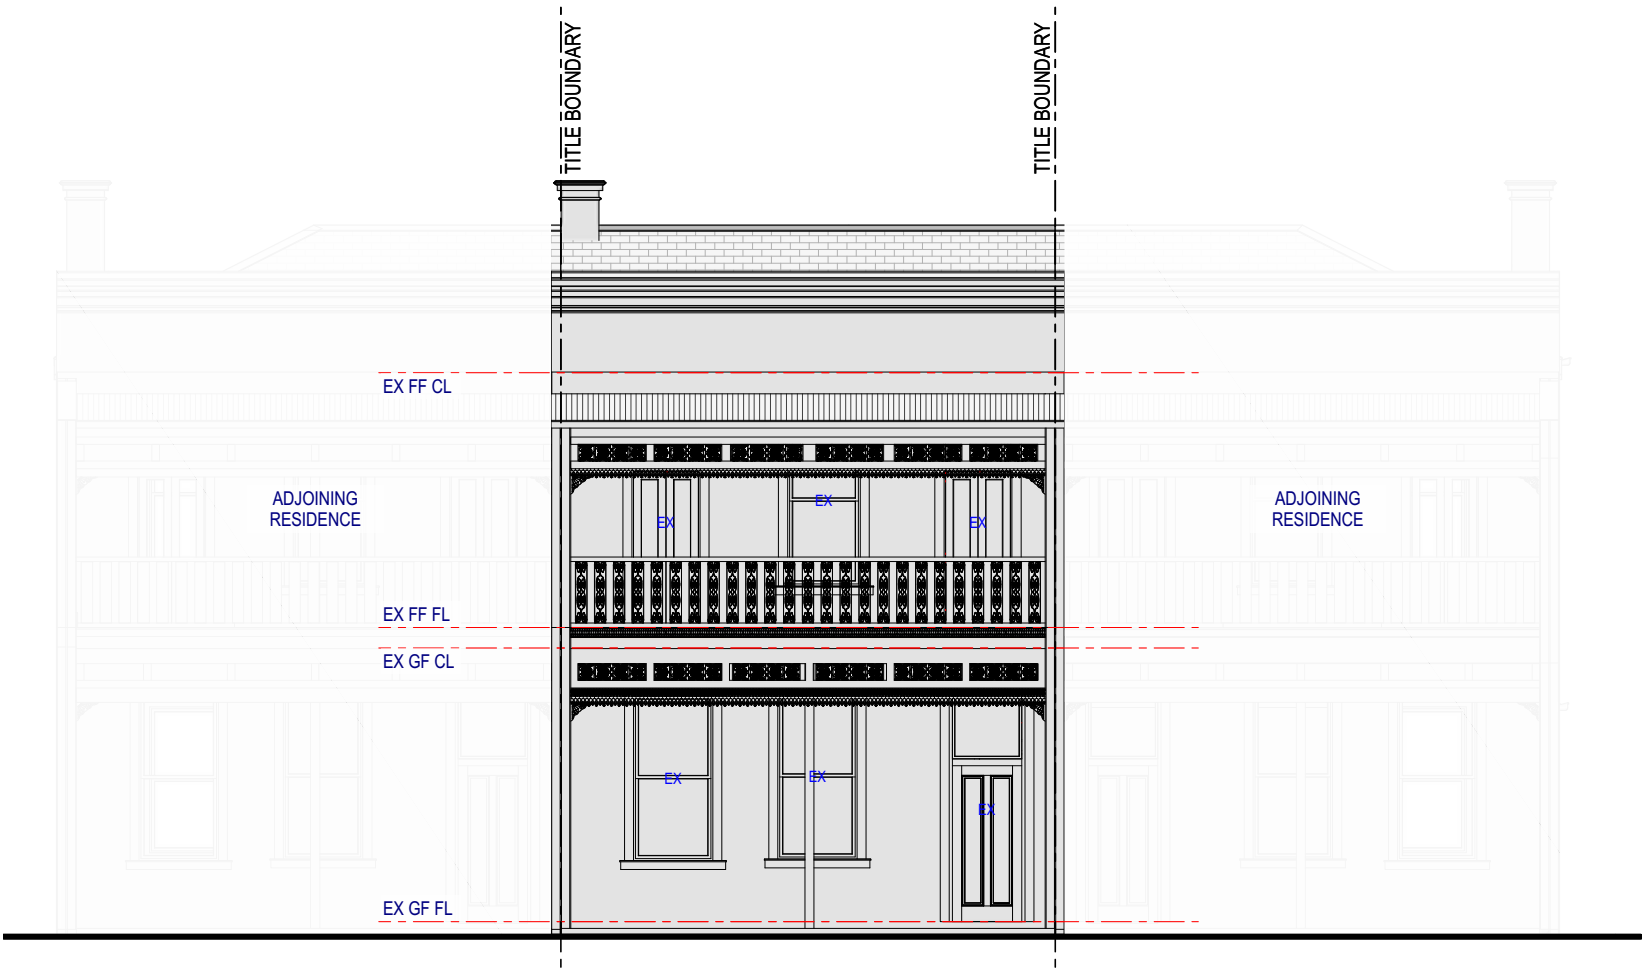 TITLE BOUNDARY
TITLE BOUNDARY
EX FF CL
ADJOINING
RESIDENCE
EX
EX
EX
ADJOINING
RESIDENCE
EX FF FL
EX GF CL
EX
EX
EX
EX GF FL